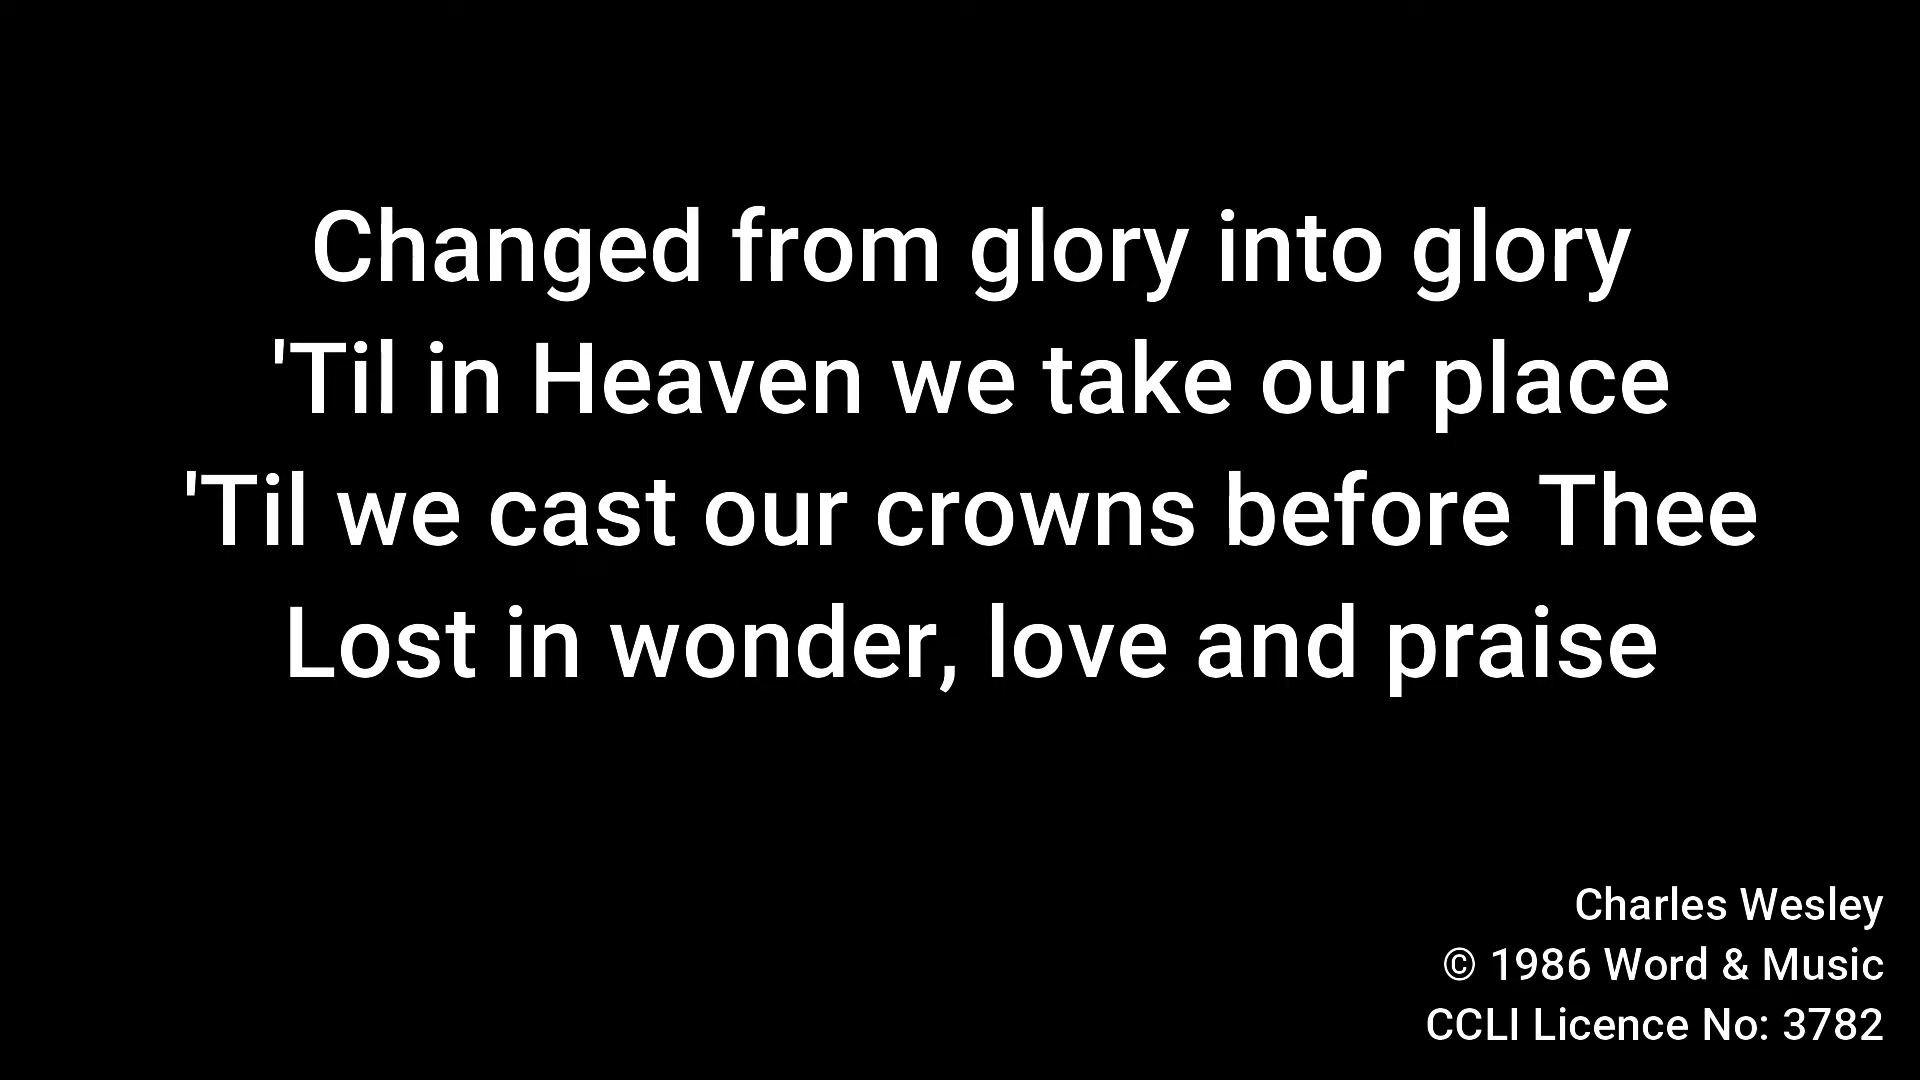 Changed from glory into glory
'Til in Heaven we take our place
'Til we cast our crowns before Thee
Lost in wonder, love and praise
Charles Wesley
© 1986 Word & Music
CCLI Licence No: 3782